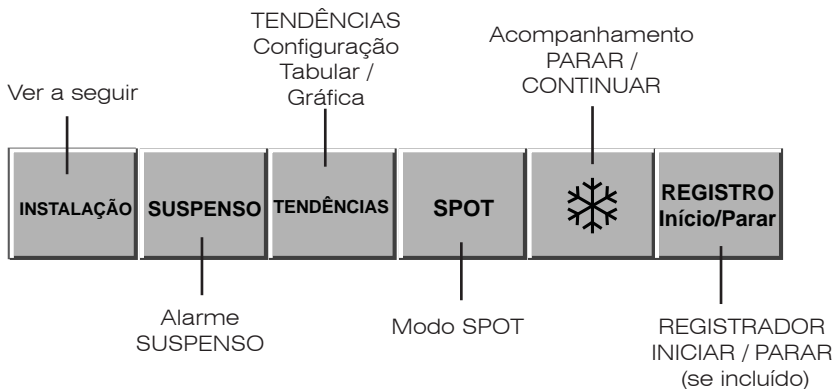 TENDÊNCIAS
Configuração
Tabular /
Gráfica
Acompanhamento
PARAR /
CONTINUAR
Ver a seguir
INSTALAÇÃO
SUSPENSO
TENDÊNCIAS
SPOT
REGISTRO
Início/Parar
Alarme
SUSPENSO
Modo SPOT
REGISTRADOR
INICIAR / PARAR
(se incluído)